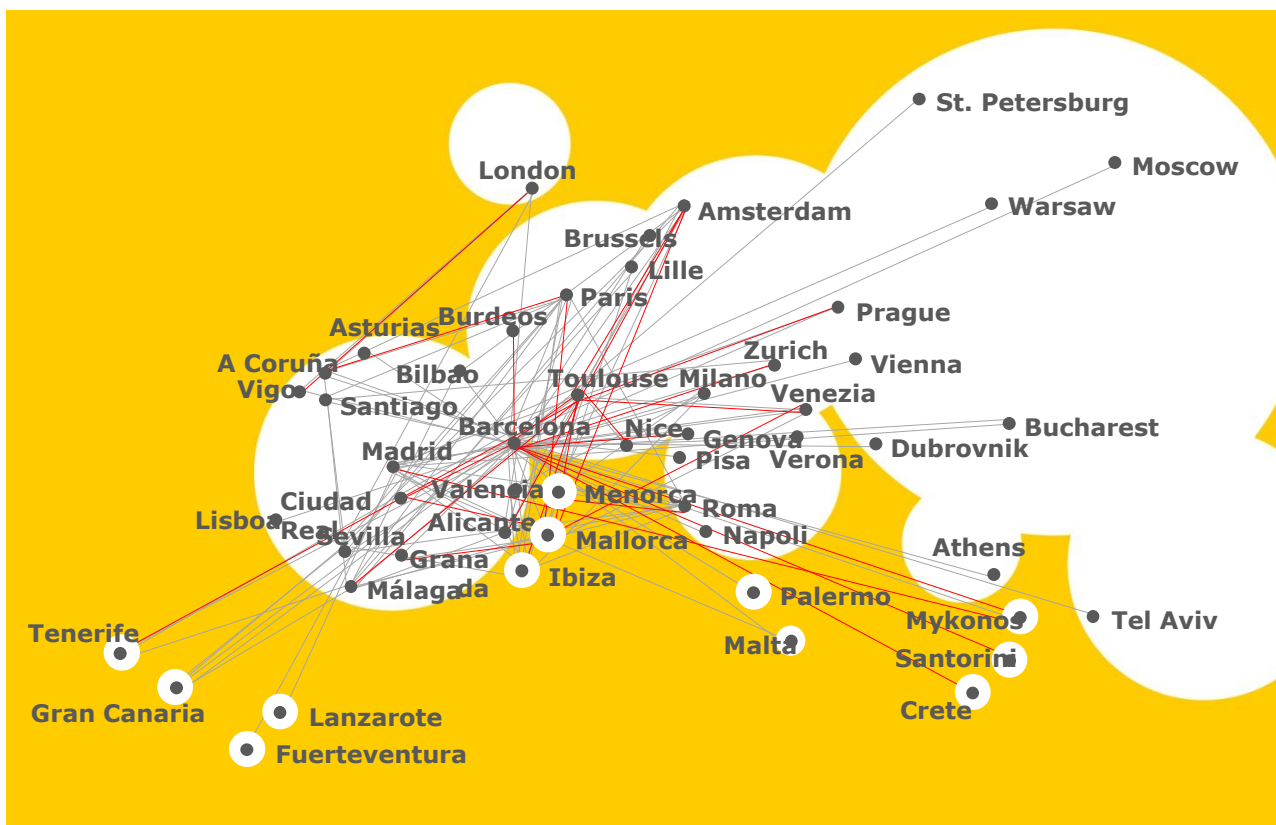 St. Petersburg
Moscow
London
Warsaw
Amsterdam
Brussels
Lille
Paris
Prague
Burdeos
Asturias
Zurich
A Coruña
Vienna
Bilbao
Toulouse
Milano
Vigo
Venezia
Santiago
Barcelona
Nice
Bucharest
Genova
Madrid
Dubrovnik
Pisa
Verona
Valencia
Menorca
Ciudad
Real
Roma
Lisboa
Alicante
Sevilla
Napoli
Mallorca
Athens
Grana
da
Ibiza
Málaga
Palermo
Mykonos
Tel Aviv
Tenerife
Malta
Santorini
Gran Canaria
Crete
Lanzarote
Fuerteventura